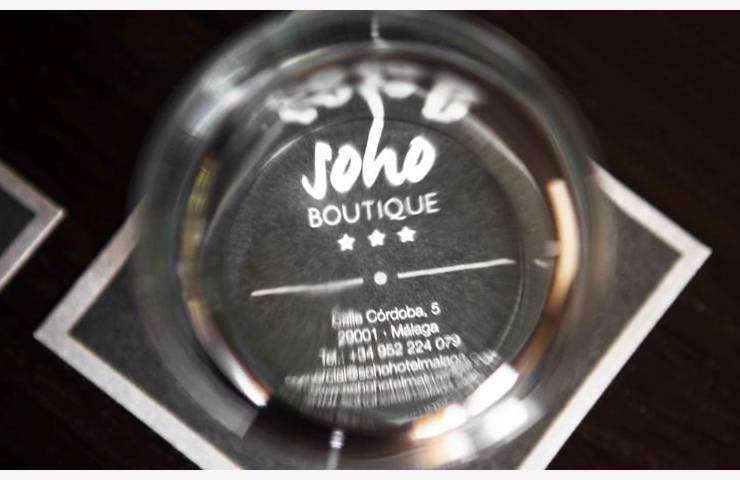 soho
BOUTIQUE
Calle Córdoba, 5
29001 · Málaga
Tel.: +34 952 224 079